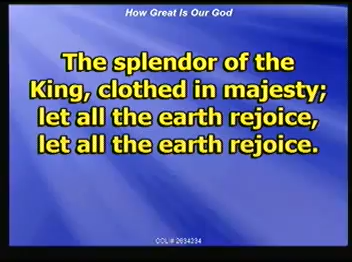 How Great Is Our God
The splendor of the
King, clothed in majesty;
let all the earth rejoice,
let all the earth rejoice.
CCLI# 2634234